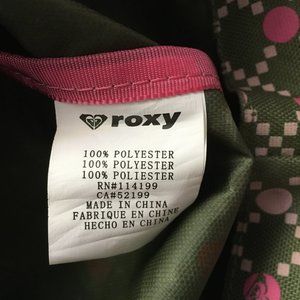 roxy
100% POLYESTER
100% POLYESTER
100% POLIESTER
RN#114199
CA#52199
MADE IN CHINA
FABRIQUE EN CHINE
HECHO EN CHINA